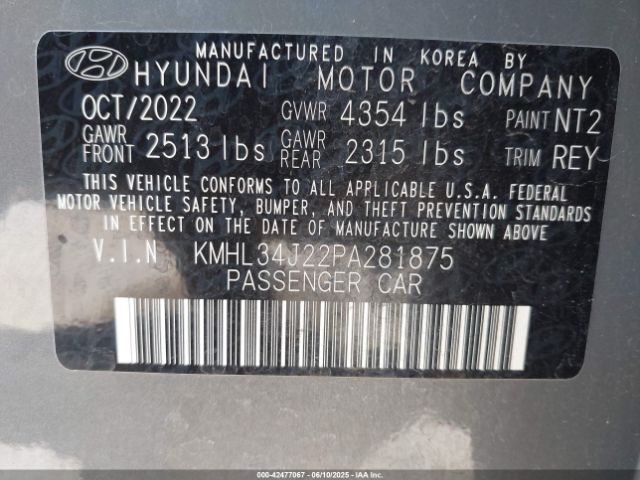 MANUFACTURED IN KOREA BY
HYUNDAI MOTOR COMPANY
OCT/2022 GVWR 4354 lbs PAINT NT2
GAWR FRONT 2513 lbs GAWR REAR 2315 lbs TRIM REY
THIS VEHICLE CONFORMS TO ALL APPLICABLE U.S.A. FEDERAL
MOTOR VEHICLE SAFETY, BUMPER, AND THEFT PREVENTION STANDARDS
IN EFFECT ON THE DATE OF MANUFACTURE SHOWN ABOVE.
V.I.N KMHL34J22PA281875
PASSENGER CAR
000-42477067 - 06/10/2025 - IAAI.COM